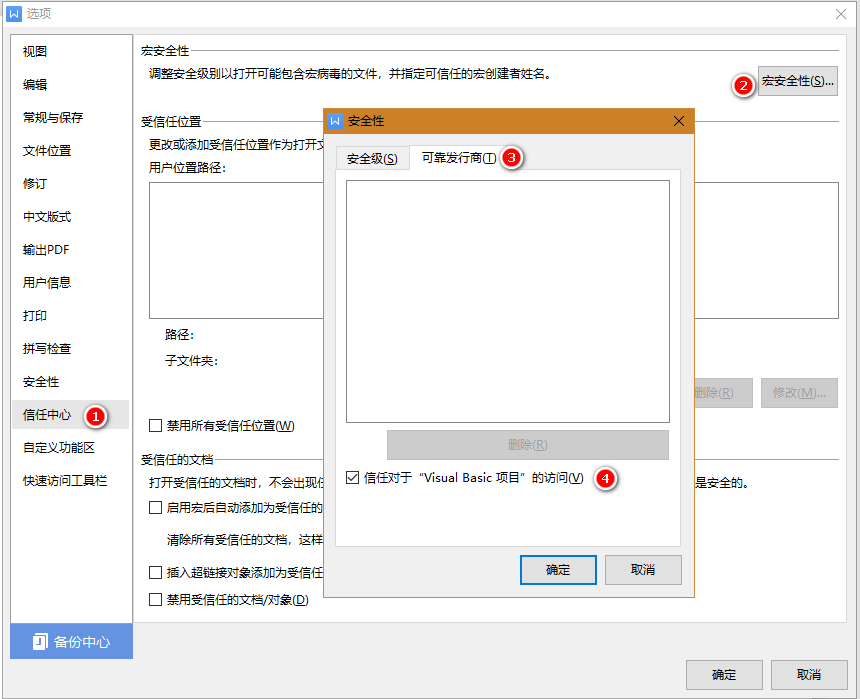 选项
视图
编辑
常规与保存
文件位置
修订
中文版式
输出PDF
用户信息
打印
拼写检查
安全性
信任中心 1
自定义功能区
快速访问工具栏
备份中心
宏安全性
调整安全级别以打开可能包含宏病毒的文件，并指定可信任的宏创建者姓名。
2 宏安全性(S)...
受信任位置
更改或添加受信任位置作为打开文
用户位置路径：
路径：
子文件夹：
删除(R) 修改(M)...
禁用所有受信任位置(W)
受信任的文档
打开受信任的文档时，不会出现任
是安全的。
启用宏后自动添加为受信任的
清除所有受信任的文档，这样
插入超链接对象添加为受信任
禁用受信任的文档/对象(D)
W 安全性
安全级(S) 可靠发行商(T) 3
删除(R)
信任对于“Visual Basic 项目”的访问(V) 4
确定 取消
确定 取消